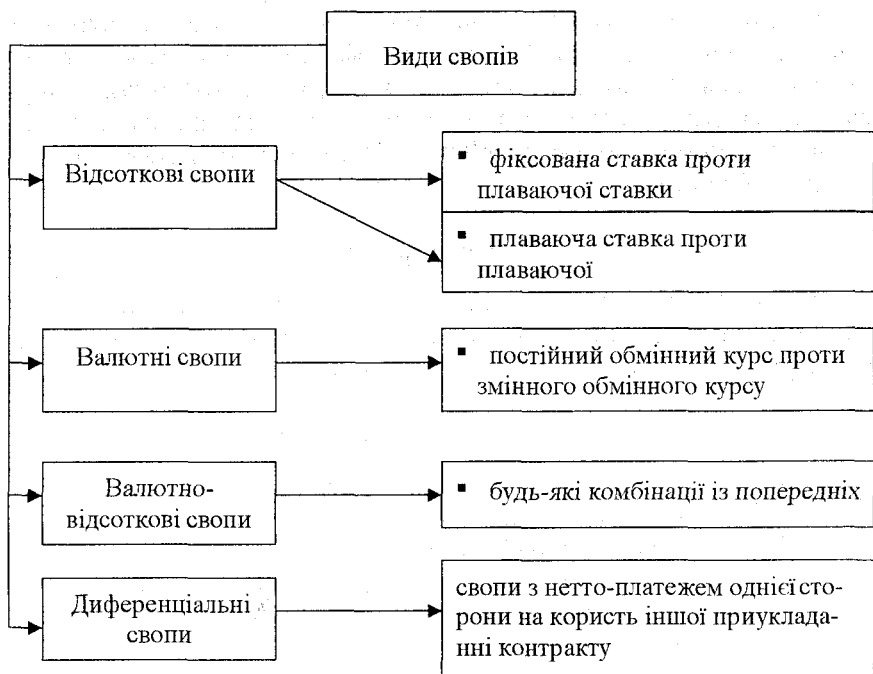 Види свопів
Відсоткові свопи
▪ фіксована ставка проти
плаваючої ставки
▪ плаваюча ставка проти
плаваючої
Валютні свопи
▪ постійний обмінний курс проти
змінного обмінного курсу
Валютно-
відсоткові свопи
▪ будь-які комбінації із попередніх
Диференціальні
свопи
свопи з нетто-платежем однієї сто-
рони на користь іншої приуклада-
нні контракту